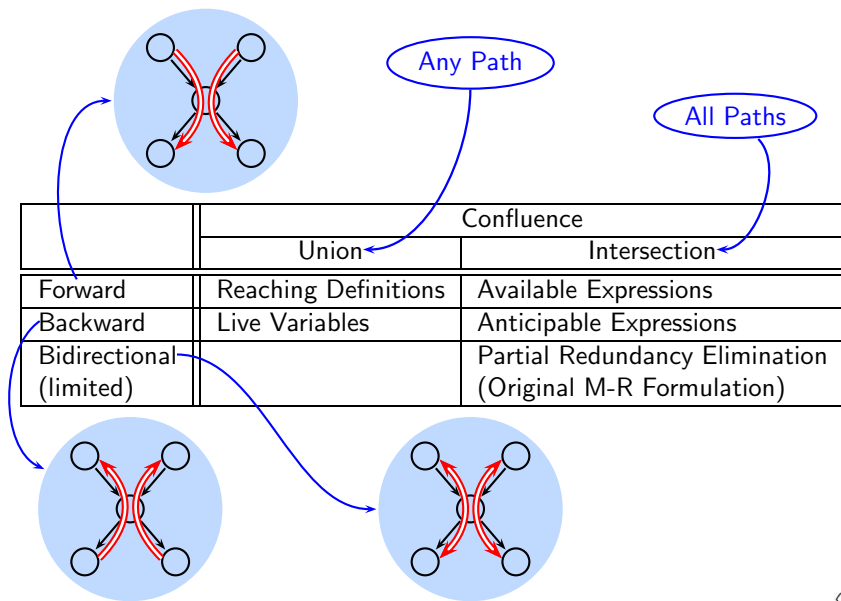 Any Path
All Paths
Confluence
Union Intersection
Forward Reaching Definitions Available Expressions
Backward Live Variables Anticipable Expressions
Bidirectional Partial Redundancy Elimination
(limited) (Original M-R Formulation)